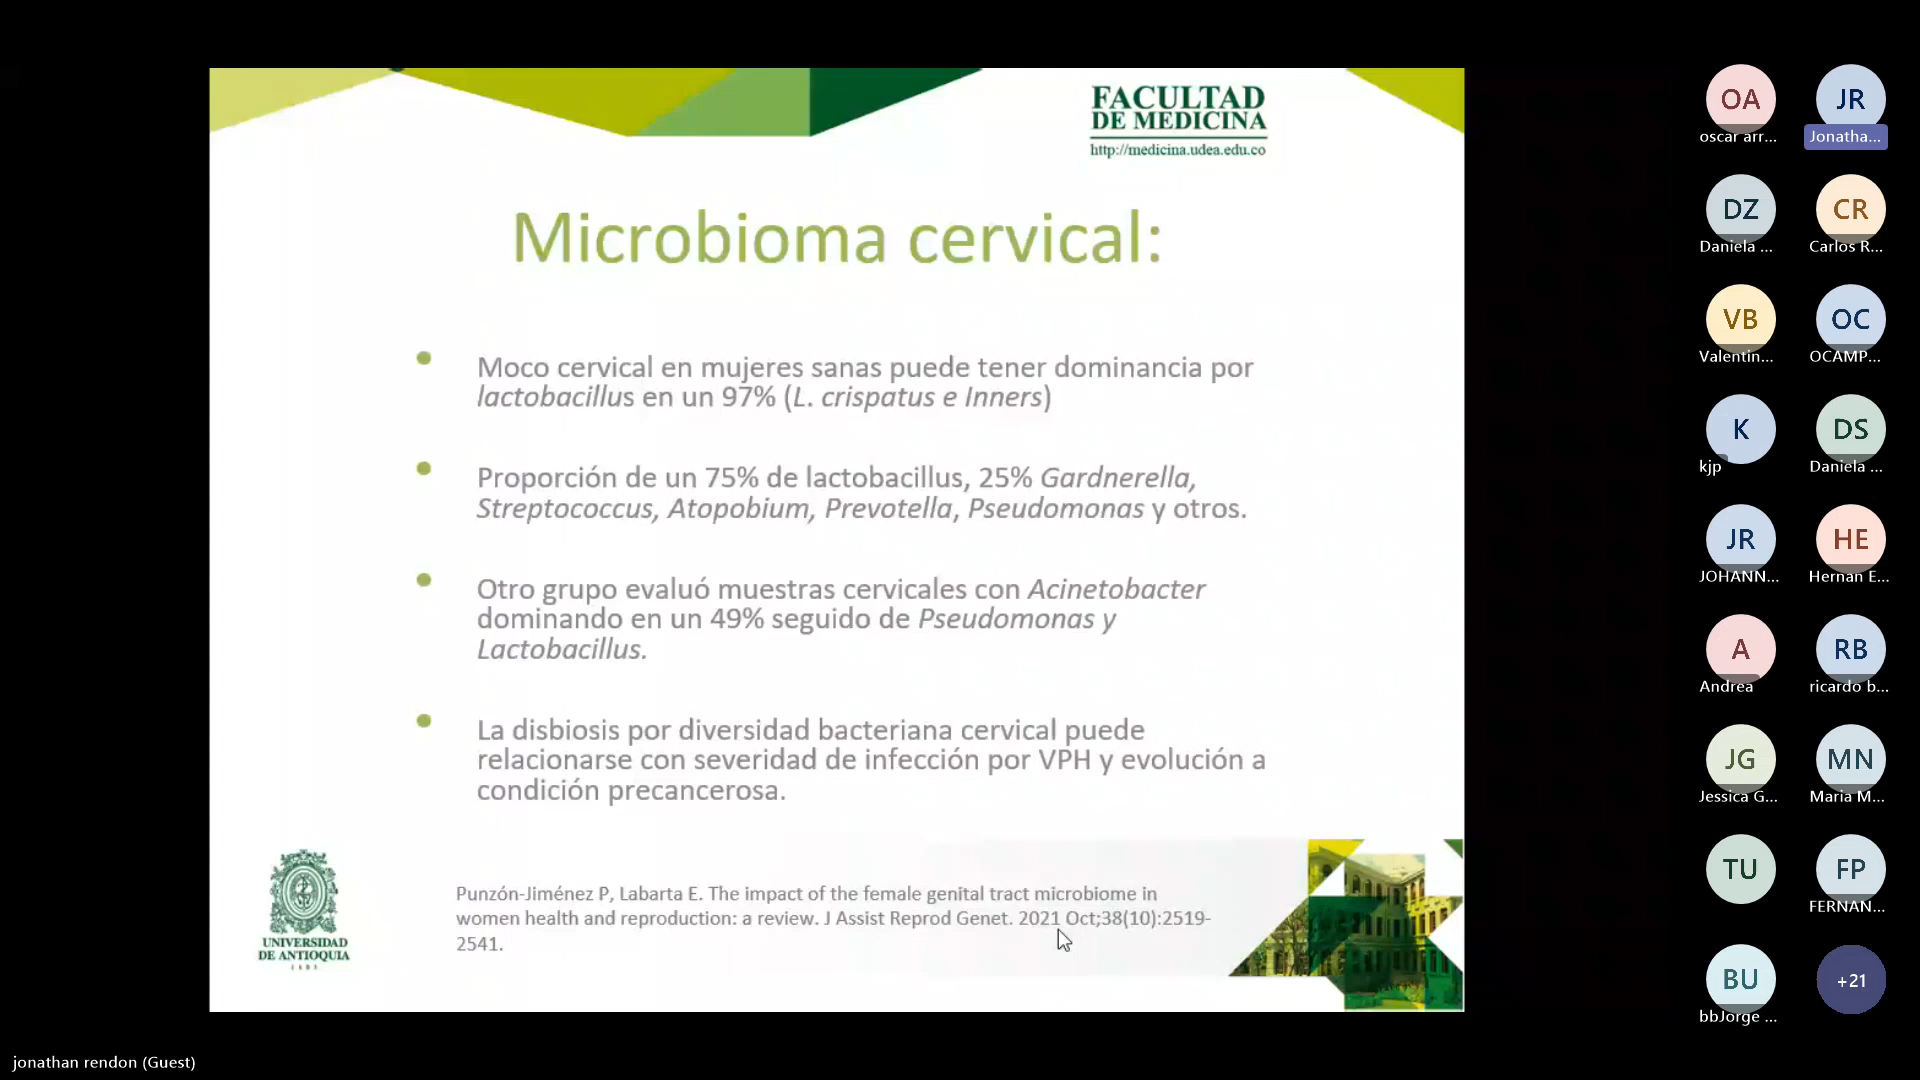 FACULTAD
DE MEDICINA
http://medicina.udea.edu.co
Microbioma cervical:
Moco cervical en mujeres sanas puede tener dominancia por
lactobacillus en un 97% (L. crispatus e Inners)
Proporción de un 75% de lactobacillus, 25% Gardnerella,
Streptococcus, Atopobium, Prevotella, Pseudomonas y otros.
Otro grupo evaluó muestras cervicales con Acinetobacter
dominando en un 49% seguido de Pseudomonas y
Lactobacillus.
La disbiosis por diversidad bacteriana cervical puede
relacionarse con severidad de infección por VPH y evolución a
condición precancerosa.
Punzón-Jiménez P, Labarta E. The impact of the female genital tract microbiome in
women health and reproduction: a review. J Assist Reprod Genet. 2021 Oct;38(10):2519-
2541.
UNIVERSIDAD
DE ANTIOQUIA
1803
OA
oscar arr...
JR
Jonatha...
DZ
Daniela ...
CR
Carlos R...
VB
Valentin...
OC
OCAMP...
K
kjp
DS
Daniela ...
JR
JOHANN...
HE
Hernan E...
A
Andrea
RB
ricardo b...
JG
Jessica G...
MN
Maria M...
TU
FP
FERNAN...
BU
bbJorge ...
+21
jonathan rendon (Guest)